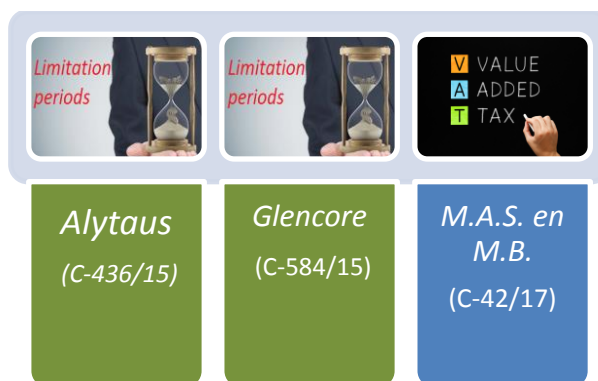 Limitation
periods
Limitation
periods
V VALUE
A ADDED
T TAX
Alytaus
(C-436/15)
Glencore
(C-584/15)
M.A.S. en
M.B.
(C-42/17)